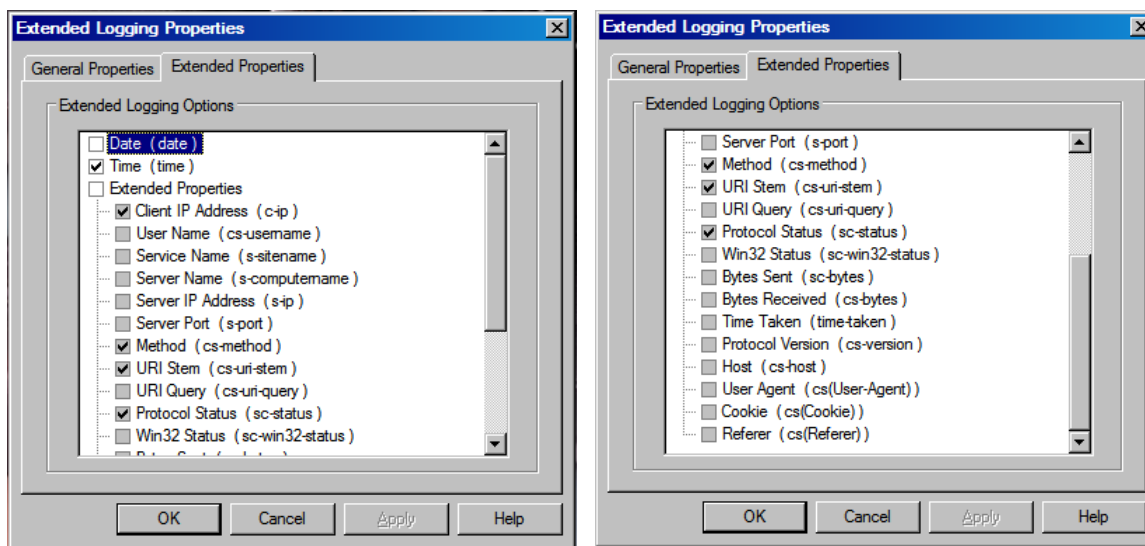 Extended Logging Properties
General Properties Extended Properties
Extended Logging Options
Date ( date )
Time ( time )
Extended Properties
Client IP Address ( c-ip )
User Name ( cs-username )
Service Name ( s-sitename )
Server Name ( s-computername )
Server IP Address ( s-ip )
Server Port ( s-port )
Method ( cs-method )
URI Stem ( cs-uri-stem )
URI Query ( cs-uri-query )
Protocol Status ( sc-status )
Win32 Status ( sc-win32-status )
OK Cancel Apply Help
Extended Logging Properties
General Properties Extended Properties
Extended Logging Options
Server Port ( s-port )
Method ( cs-method )
URI Stem ( cs-uri-stem )
URI Query ( cs-uri-query )
Protocol Status ( sc-status )
Win32 Status ( sc-win32-status )
Bytes Sent ( sc-bytes )
Bytes Received ( cs-bytes )
Time Taken ( time-taken )
Protocol Version ( cs-version )
Host ( cs-host )
User Agent ( cs(User-Agent) )
Cookie ( cs(Cookie) )
Referer ( cs(Referer) )
OK Cancel Apply Help